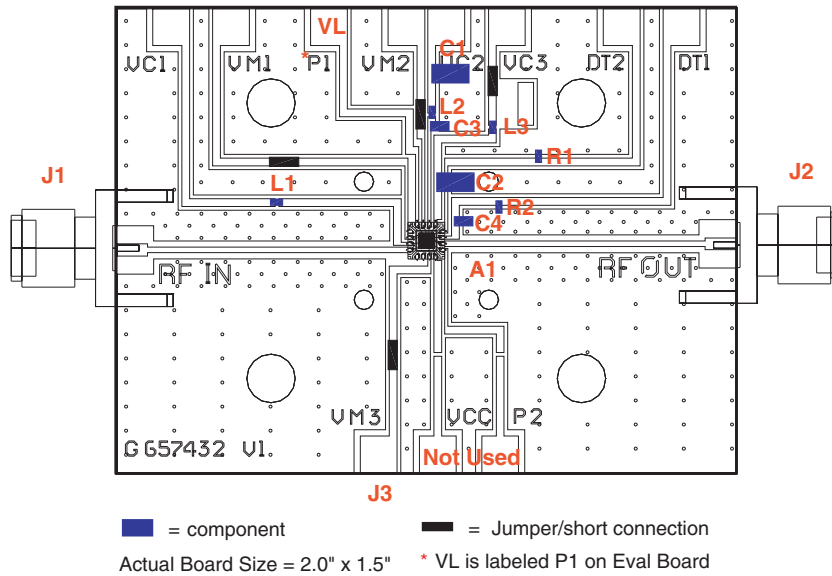 VL
C1
VC1 VM1 *P1 VM2 VC2 VC3 DT2 DT1
L2
C3 L3
R1
J1 L1 C2 J2
R2
C4
A1
RF IN RF OUT
VM3 VCC P2
G 657432 V1.
Not Used
J3
= component = Jumper/short connection
Actual Board Size = 2.0" x 1.5" * VL is labeled P1 on Eval Board